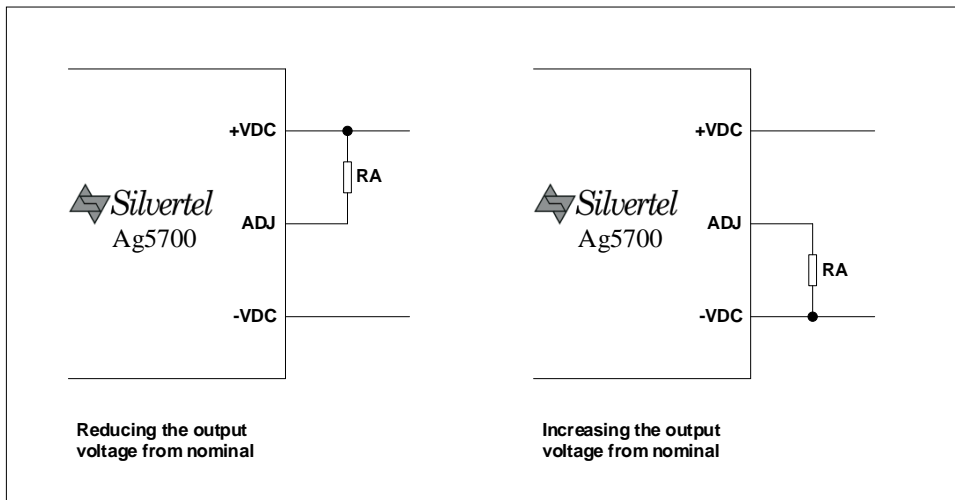 +VDC
RA
Silvertel
ADJ
Ag5700
-VDC
Reducing the output
voltage from nominal
+VDC
Silvertel
ADJ
Ag5700
RA
-VDC
Increasing the output
voltage from nominal